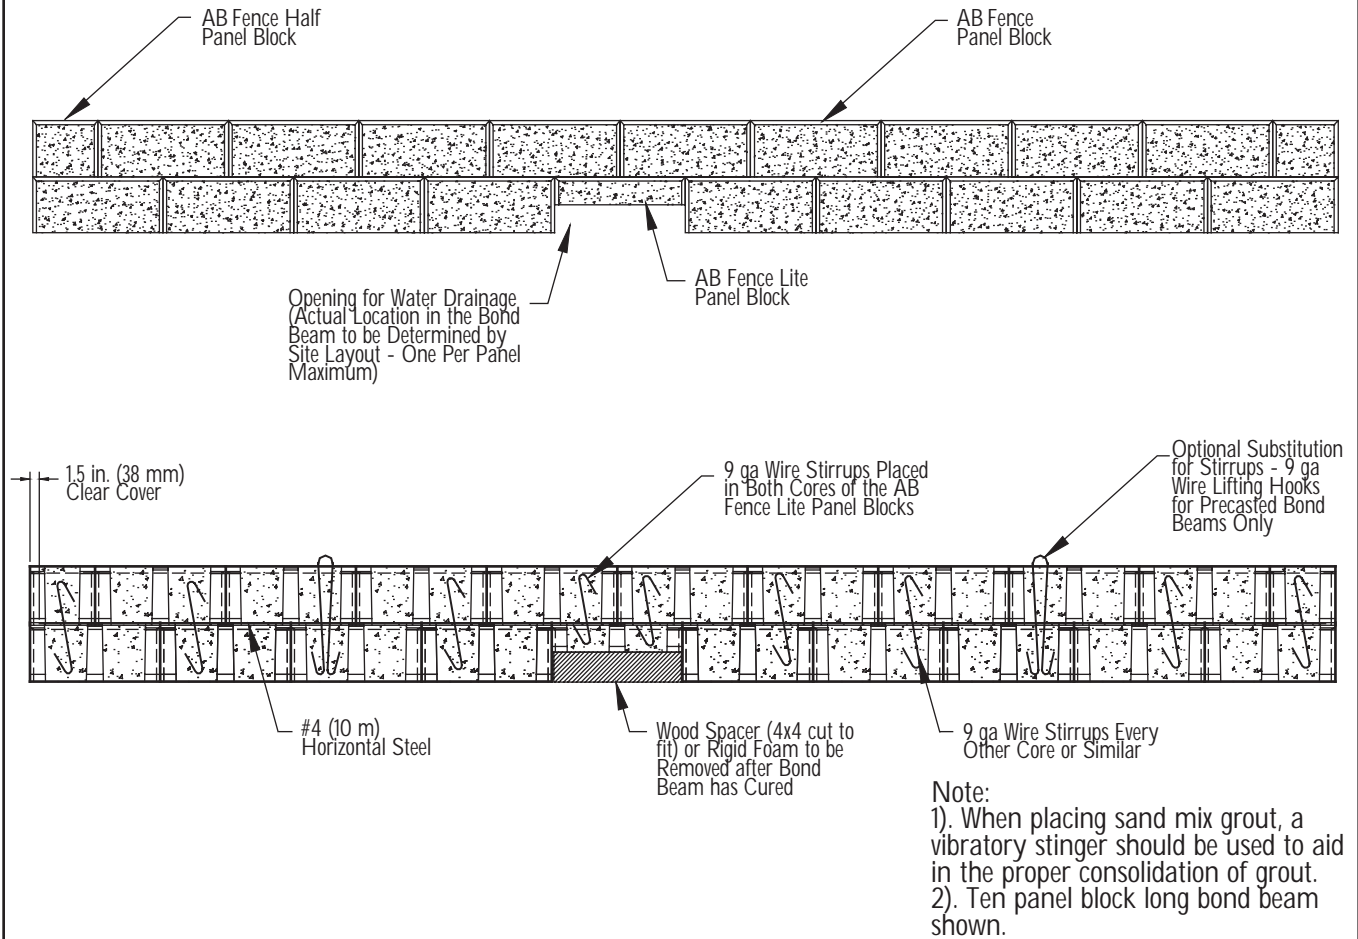 AB Fence Half
Panel Block
AB Fence
Panel Block
Opening for Water Drainage
(Actual Location in the Bond
Beam to be Determined by
Site Layout - One Per Panel
Maximum)
AB Fence Lite
Panel Block
1.5 in. (38 mm)
Clear Cover
9 ga Wire Stirrups Placed
in Both Cores of the AB
Fence Lite Panel Blocks
Optional Substitution
for Stirrups - 9 ga
Wire Lifting Hooks
for Precasted Bond
Beams Only
#4 (10 m)
Horizontal Steel
Wood Spacer (4x4 cut to
fit) or Rigid Foam to be
Removed after Bond
Beam has Cured
9 ga Wire Stirrups Every
Other Core or Similar
Note:
1). When placing sand mix grout, a
vibratory stinger should be used to aid
in the proper consolidation of grout.
2). Ten panel block long bond beam
shown.